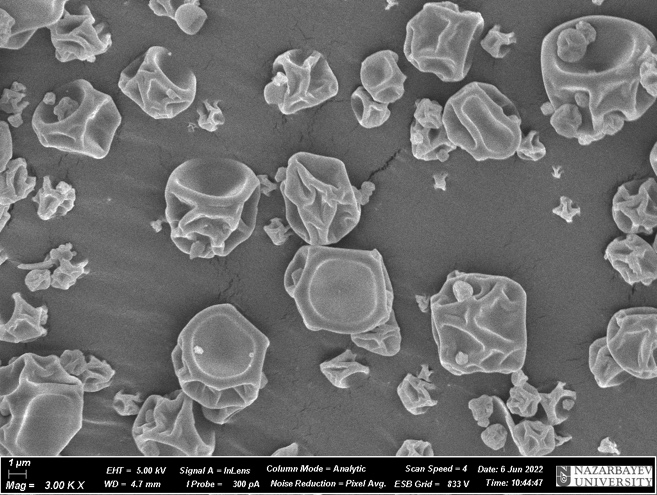 1 µm
Mag = 3.00 K X
EHT = 5.00 kV
WD = 4.7 mm
Signal A = InLens
I Probe = 300 pA
Column Mode = Analytic
Noise Reduction = Pixel Avg.
Scan Speed = 4
ESB Grid = 833 V
Date: 6 Jun 2022
Time: 10:44:47
NAZARBAYEV
UNIVERSITY